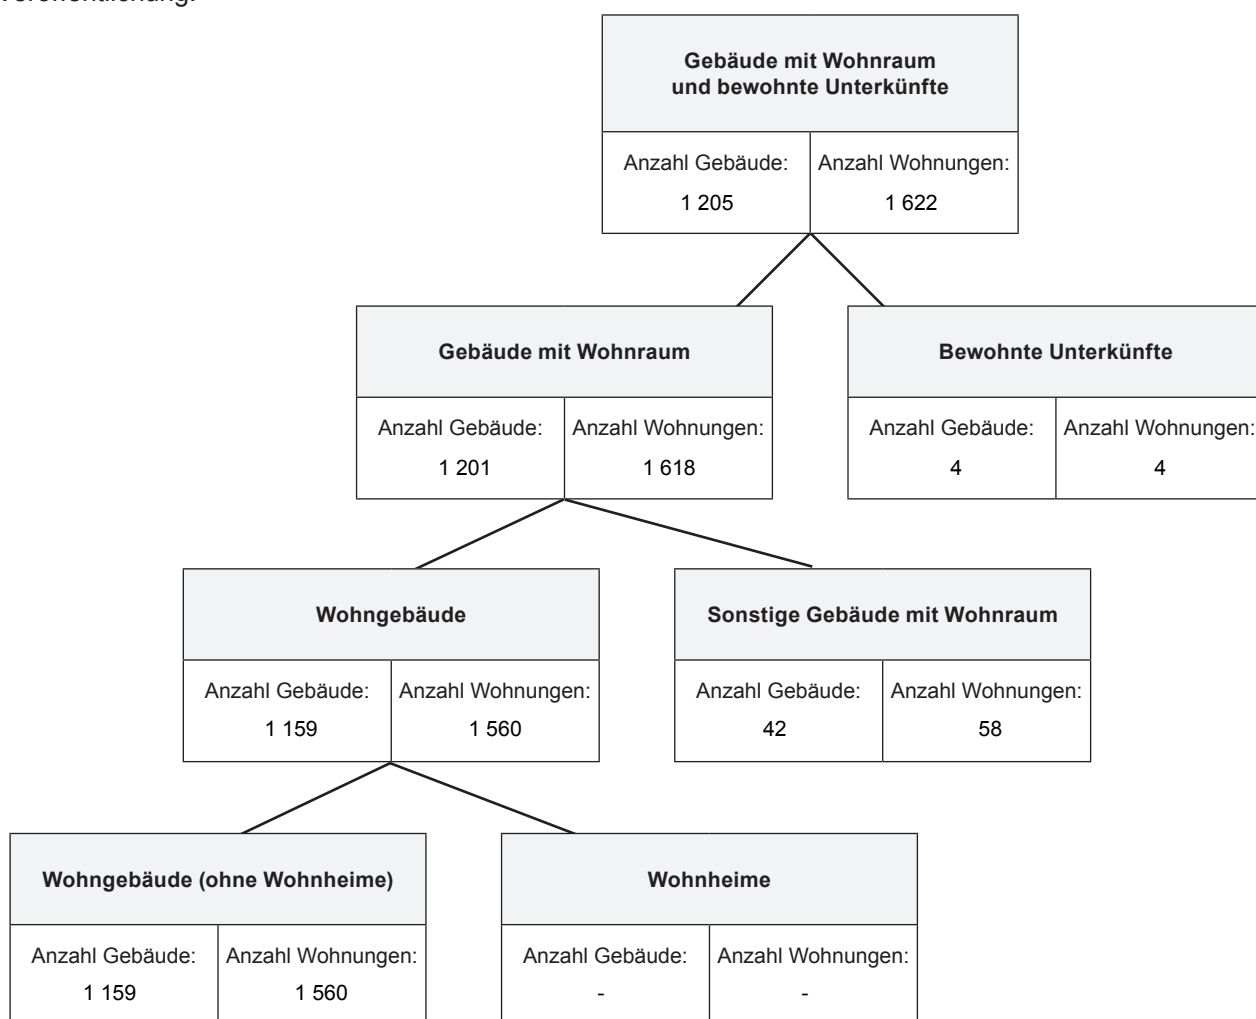 Veröffentlichung.
Gebäude mit Wohnraum
und bewohnte Unterkünfte
Anzahl Gebäude: Anzahl Wohnungen:
1 205 1 622
Gebäude mit Wohnraum Bewohnte Unterkünfte
Anzahl Gebäude: Anzahl Wohnungen: Anzahl Gebäude: Anzahl Wohnungen:
1 201 1 618 4 4
Wohngebäude Sonstige Gebäude mit Wohnraum
Anzahl Gebäude: Anzahl Wohnungen: Anzahl Gebäude: Anzahl Wohnungen:
1 159 1 560 42 58
Wohngebäude (ohne Wohnheime) Wohnheime
Anzahl Gebäude: Anzahl Wohnungen: Anzahl Gebäude: Anzahl Wohnungen:
1 159 1 560 - -